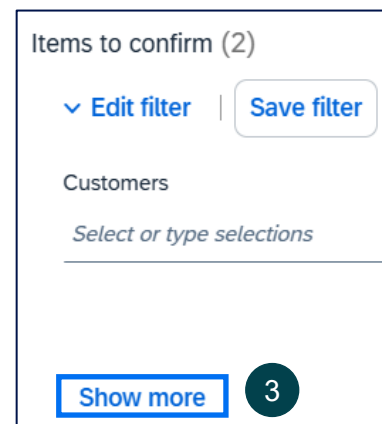 Items to confirm (2)
Edit filter | Save filter
Customers
Select or type selections
Show more 3